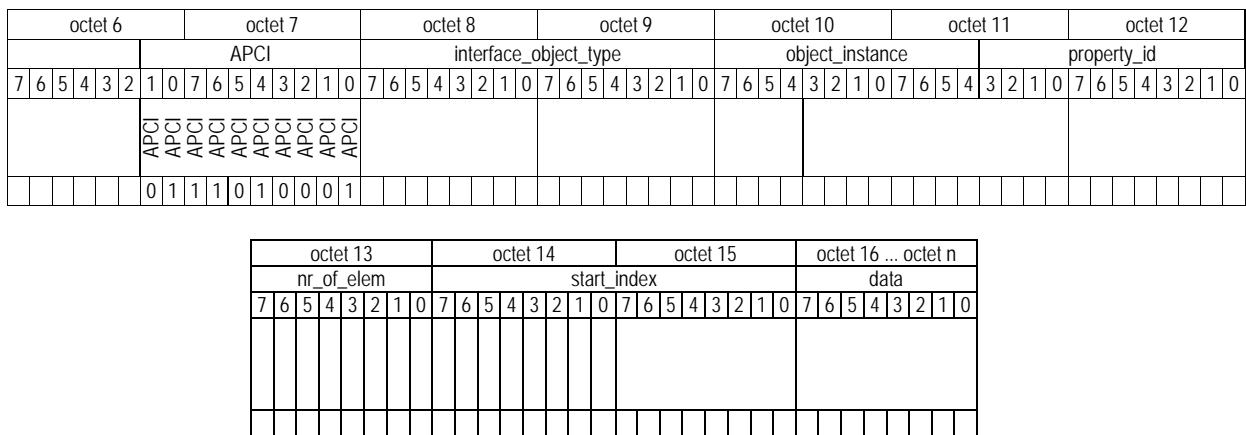 octet 6 octet 7 octet 8 octet 9 octet 10 octet 11 octet 12
APCI interface_object_type object_instance property_id
7 6 5 4 3 2 1 0 7 6 5 4 3 2 1 0 7 6 5 4 3 2 1 0 7 6 5 4 3 2 1 0 7 6 5 4 3 2 1 0 7 6 5 4 3 2 1 0 7 6 5 4 3 2 1 0
APCI APCI APCI APCI APCI APCI APCI APCI APCI APCI
0 1 1 1 0 1 0 0 0 1
octet 13 octet 14 octet 15 octet 16 ... octet n
nr_of_elem start_index data
7 6 5 4 3 2 1 0 7 6 5 4 3 2 1 0 7 6 5 4 3 2 1 0 7 6 5 4 3 2 1 0